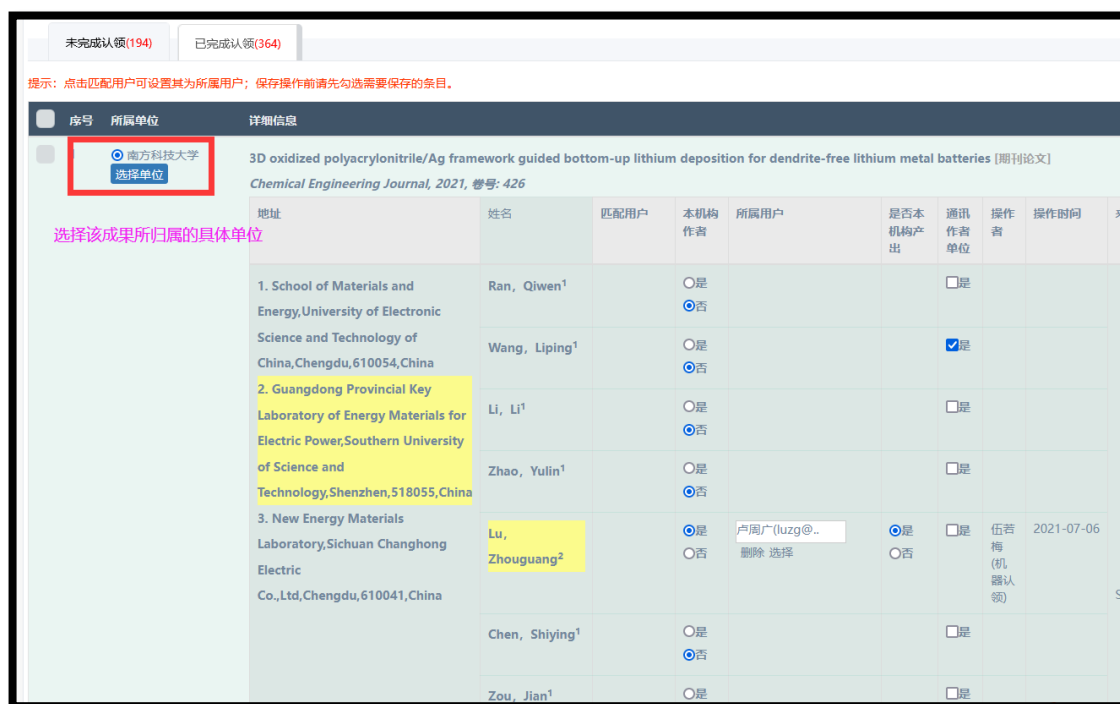 未完成认领(194) 已完成认领(364)
提示：点击匹配用户可设置其为所属用户；保存操作前请先勾选需要保存的条目。
序号 所属单位 详细信息
南方科技大学
选择单位
选择该成果所归属的具体单位
3D oxidized polyacrylonitrile/Ag framework guided bottom-up lithium deposition for dendrite-free lithium metal batteries [期刊论文]
Chemical Engineering Journal, 2021, 卷号: 426
地址
姓名
匹配用户
本机构
作者
所属用户
是否本
机构产
出
通讯
作者
单位
操作
者
操作时间
1. School of Materials and
Energy,University of Electronic
Science and Technology of
China,Chengdu,610054,China
2. Guangdong Provincial Key
Laboratory of Energy Materials for
Electric Power,Southern University
of Science and
Technology,Shenzhen,518055,China
3. New Energy Materials
Laboratory,Sichuan Changhong
Electric
Co.,Ltd,Chengdu,610041,China
Ran，Qiwen¹
是
否
是
Wang，Liping¹
是
否
是
Li，Li¹
是
否
是
Zhao，Yulin¹
是
否
是
Lu，
Zhouguang²
是
否
卢周广(luzg@..
删除 选择
是
否
是
伍若
梅
(机
器认
领)
2021-07-06
Chen，Shiying¹
是
否
是
Zou，Jian¹
是
是